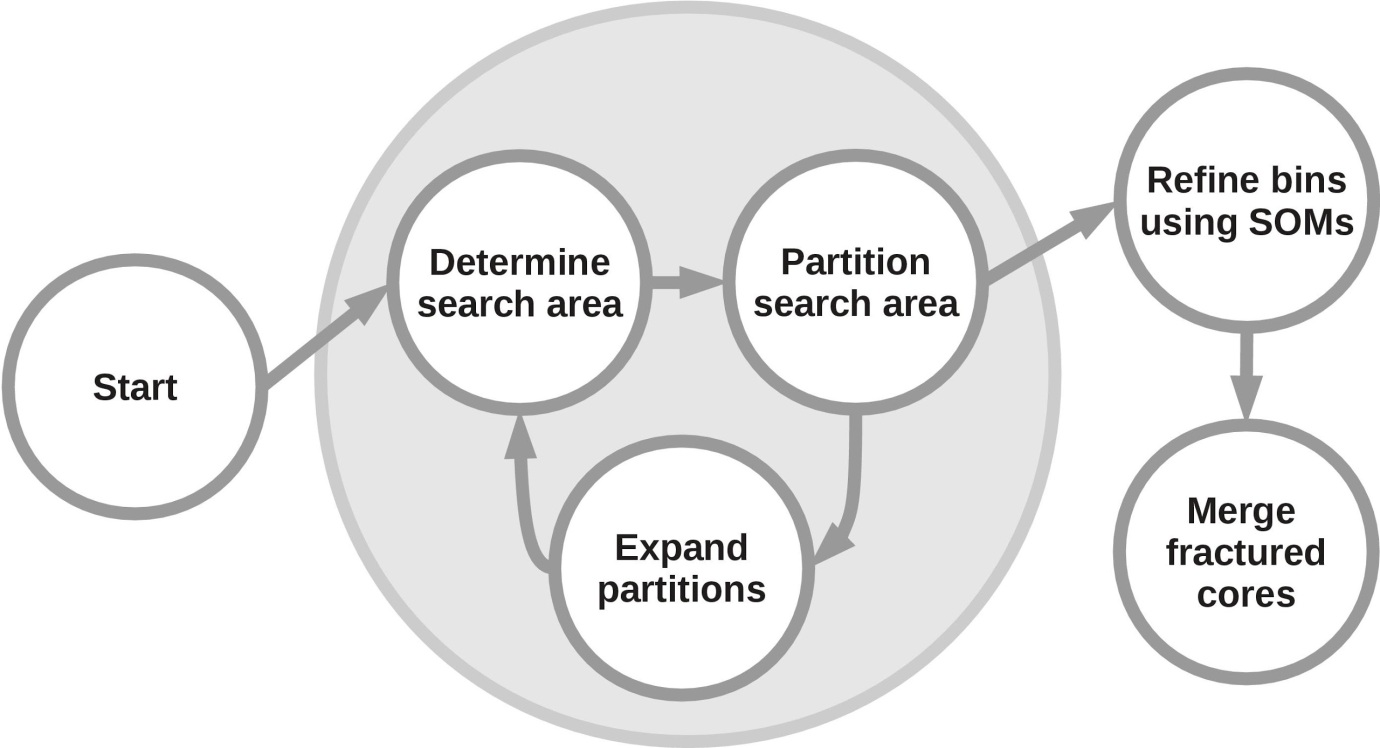 Start
Determine
search area
Partition
search area
Expand
partitions
Refine bins
using SOMs
Merge
fractured
cores